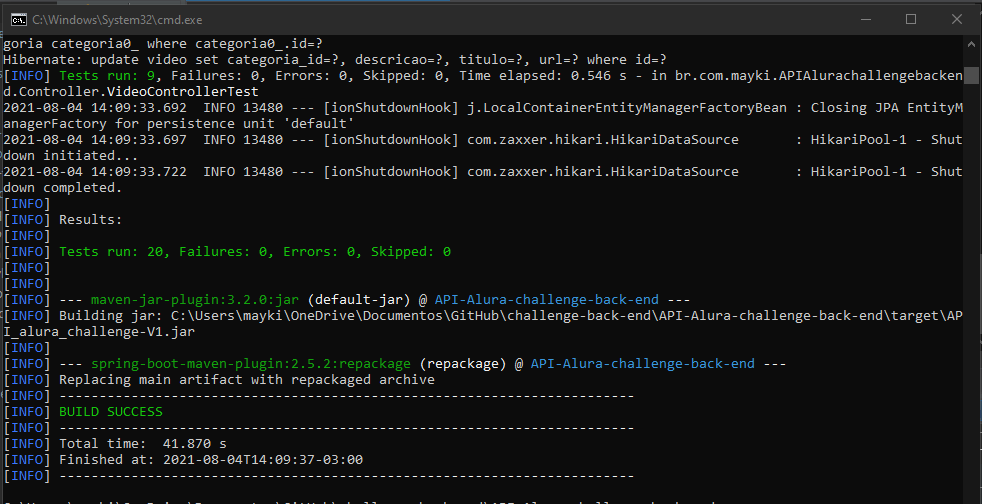 C:\Windows\System32\cmd.exe
goria categoria0_ where categoria0_.id=?
Hibernate: update video set categoria_id=?, descricao=?, titulo=?, url=? where id=?
[INFO] Tests run: 9, Failures: 0, Errors: 0, Skipped: 0, Time elapsed: 0.546 s - in br.com.mayki.APIAlurachallengebacken
d.Controller.VideoControllerTest
2021-08-04 14:09:33.692  INFO 13480 --- [ionShutdownHook] j.LocalContainerEntityManagerFactoryBean : Closing JPA EntityM
anagerFactory for persistence unit 'default'
2021-08-04 14:09:33.697  INFO 13480 --- [ionShutdownHook] com.zaxxer.hikari.HikariDataSource       : HikariPool-1 - Shut
down initiated...
2021-08-04 14:09:33.722  INFO 13480 --- [ionShutdownHook] com.zaxxer.hikari.HikariDataSource       : HikariPool-1 - Shut
down completed.
[INFO]
[INFO] Results:
[INFO]
[INFO] Tests run: 20, Failures: 0, Errors: 0, Skipped: 0
[INFO]
[INFO]
[INFO] --- maven-jar-plugin:3.2.0:jar (default-jar) @ API-Alura-challenge-back-end ---
[INFO] Building jar: C:\Users\mayki\OneDrive\Documentos\GitHub\challenge-back-end\API-Alura-challenge-back-end\target\AP
I_alura_challenge-V1.jar
[INFO]
[INFO] --- spring-boot-maven-plugin:2.5.2:repackage (repackage) @ API-Alura-challenge-back-end ---
[INFO] Replacing main artifact with repackaged archive
[INFO] ------------------------------------------------------------------------
[INFO] BUILD SUCCESS
[INFO] ------------------------------------------------------------------------
[INFO] Total time:  41.870 s
[INFO] Finished at: 2021-08-04T14:09:37-03:00
[INFO] ------------------------------------------------------------------------